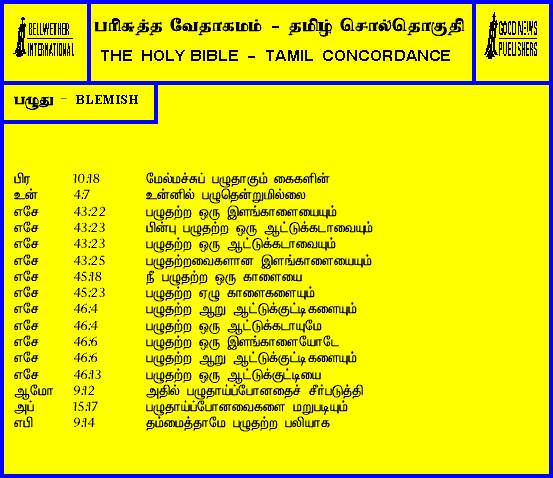 BELLWETHER
INTERNATIONAL
பரிசுத்த வேதாகமம் - தமிழ் சொல்தொகுதி
THE HOLY BIBLE - TAMIL CONCORDANCE
GOOD NEWS
PUBLISHERS
பழுது - BLEMISH
பிர 10:18 மேல்மச்சுப் பழுதாகும் கைகளின்
உன் 4:7 உன்னில் பழுதென்றுமில்லை
எசே 43:22 பழுதற்ற ஒரு இளங்காளையையும்
எசே 43:23 பின்பு பழுதற்ற ஒரு ஆட்டுக்கடாவையும்
எசே 43:23 பழுதற்ற ஒரு ஆட்டுக்கடாவையும்
எசே 43:25 பழுதற்றவைகளான இளங்காளையையும்
எசே 45:18 நீ பழுதற்ற ஒரு காளையை
எசே 45:23 பழுதற்ற ஏழு காளைகளையும்
எசே 46:4 பழுதற்ற ஆறு ஆட்டுக்குட்டிகளையும்
எசே 46:4 பழுதற்ற ஒரு ஆட்டுக்கடாயுமே
எசே 46:6 பழுதற்ற ஒரு இளங்காளையோடே
எசே 46:6 பழுதற்ற ஆறு ஆட்டுக்குட்டிகளையும்
எசே 46:13 பழுதற்ற ஒரு ஆட்டுக்குட்டியை
ஆமோ 9:12 அதில் பழுதாய்ப்போனதைச் சீர்படுத்தி
அப் 15:17 பழுதாய்ப்போனவைகளை மறுபடியும்
எபி 9:14 தம்மைத்தாமே பழுதற்ற பலியாக